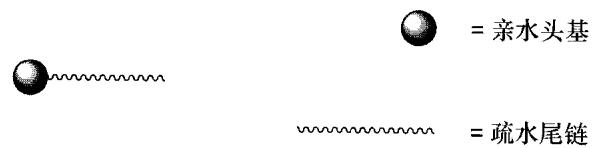 = 亲水头基
= 疏水尾链